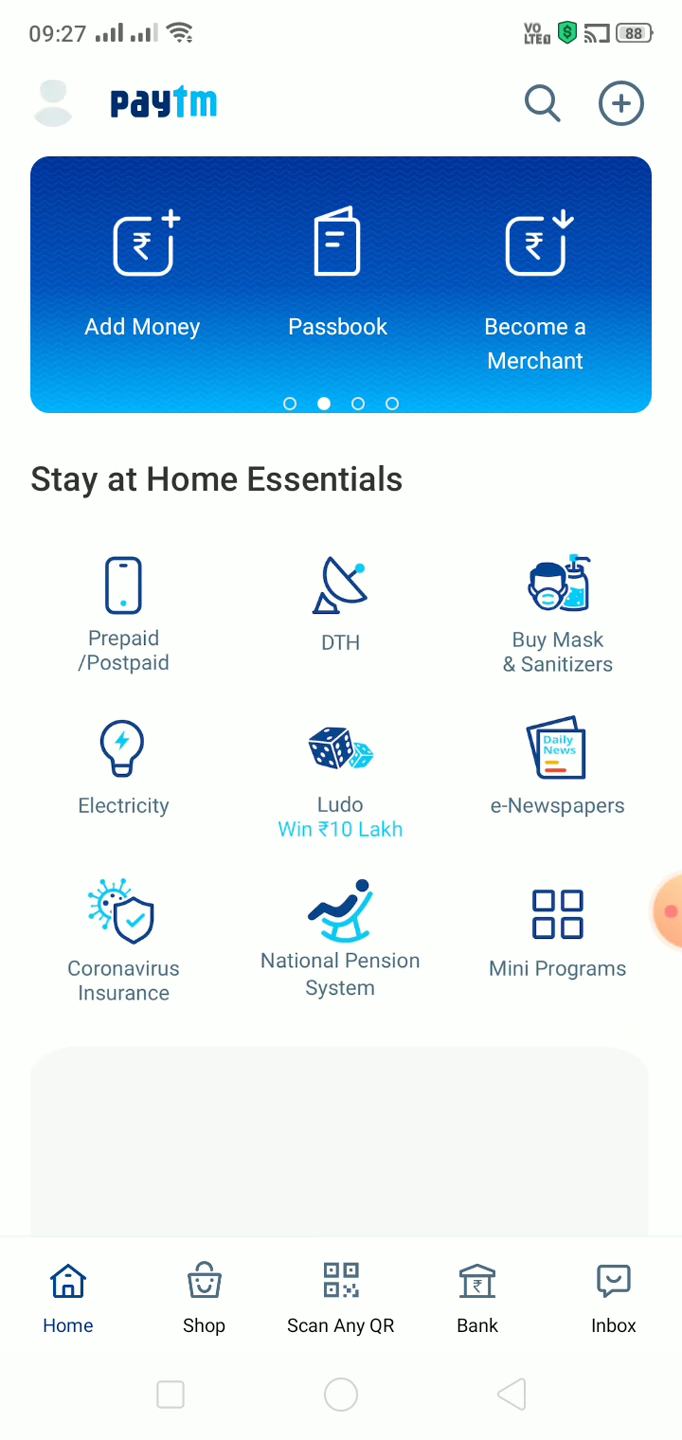 09:27
VO LTE 88
paytm
Add Money
Passbook
Become a
Merchant
Stay at Home Essentials
Prepaid
/Postpaid
DTH
Buy Mask
& Sanitizers
Electricity
Ludo
Win ₹10 Lakh
Daily
News
e-Newspapers
Coronavirus
Insurance
National Pension
System
Mini Programs
Home
Shop
Scan Any QR
Bank
Inbox